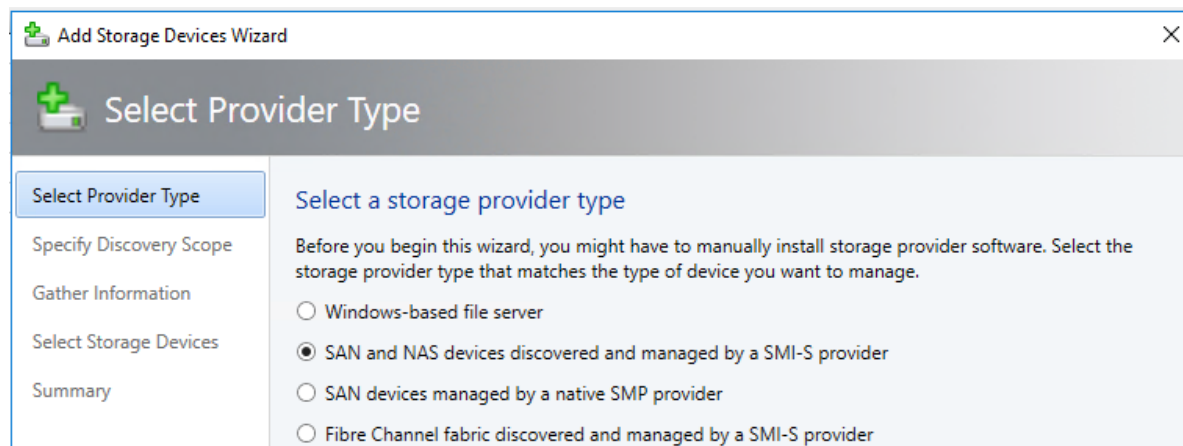 Add Storage Devices Wizard
Select Provider Type
Select Provider Type
Specify Discovery Scope
Gather Information
Select Storage Devices
Summary
Select a storage provider type
Before you begin this wizard, you might have to manually install storage provider software. Select the
storage provider type that matches the type of device you want to manage.
Windows-based file server
SAN and NAS devices discovered and managed by a SMI-S provider
SAN devices managed by a native SMP provider
Fibre Channel fabric discovered and managed by a SMI-S provider